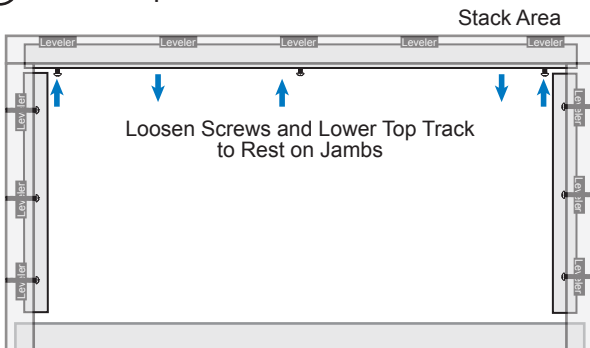 Stack Area
Leveler Leveler Leveler Leveler Leveler
Leveler Leveler
Loosen Screws and Lower Top Track
to Rest on Jambs
Leveler Leveler
Leveler Leveler